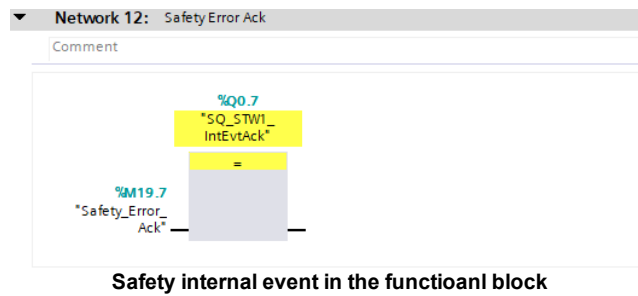 Network 12: Safety Error Ack
Comment
%Q0.7
"SQ_STW1_
IntEvtAck"
=
%M19.7
"Safety_Error_
Ack"
Safety internal event in the functioanl block